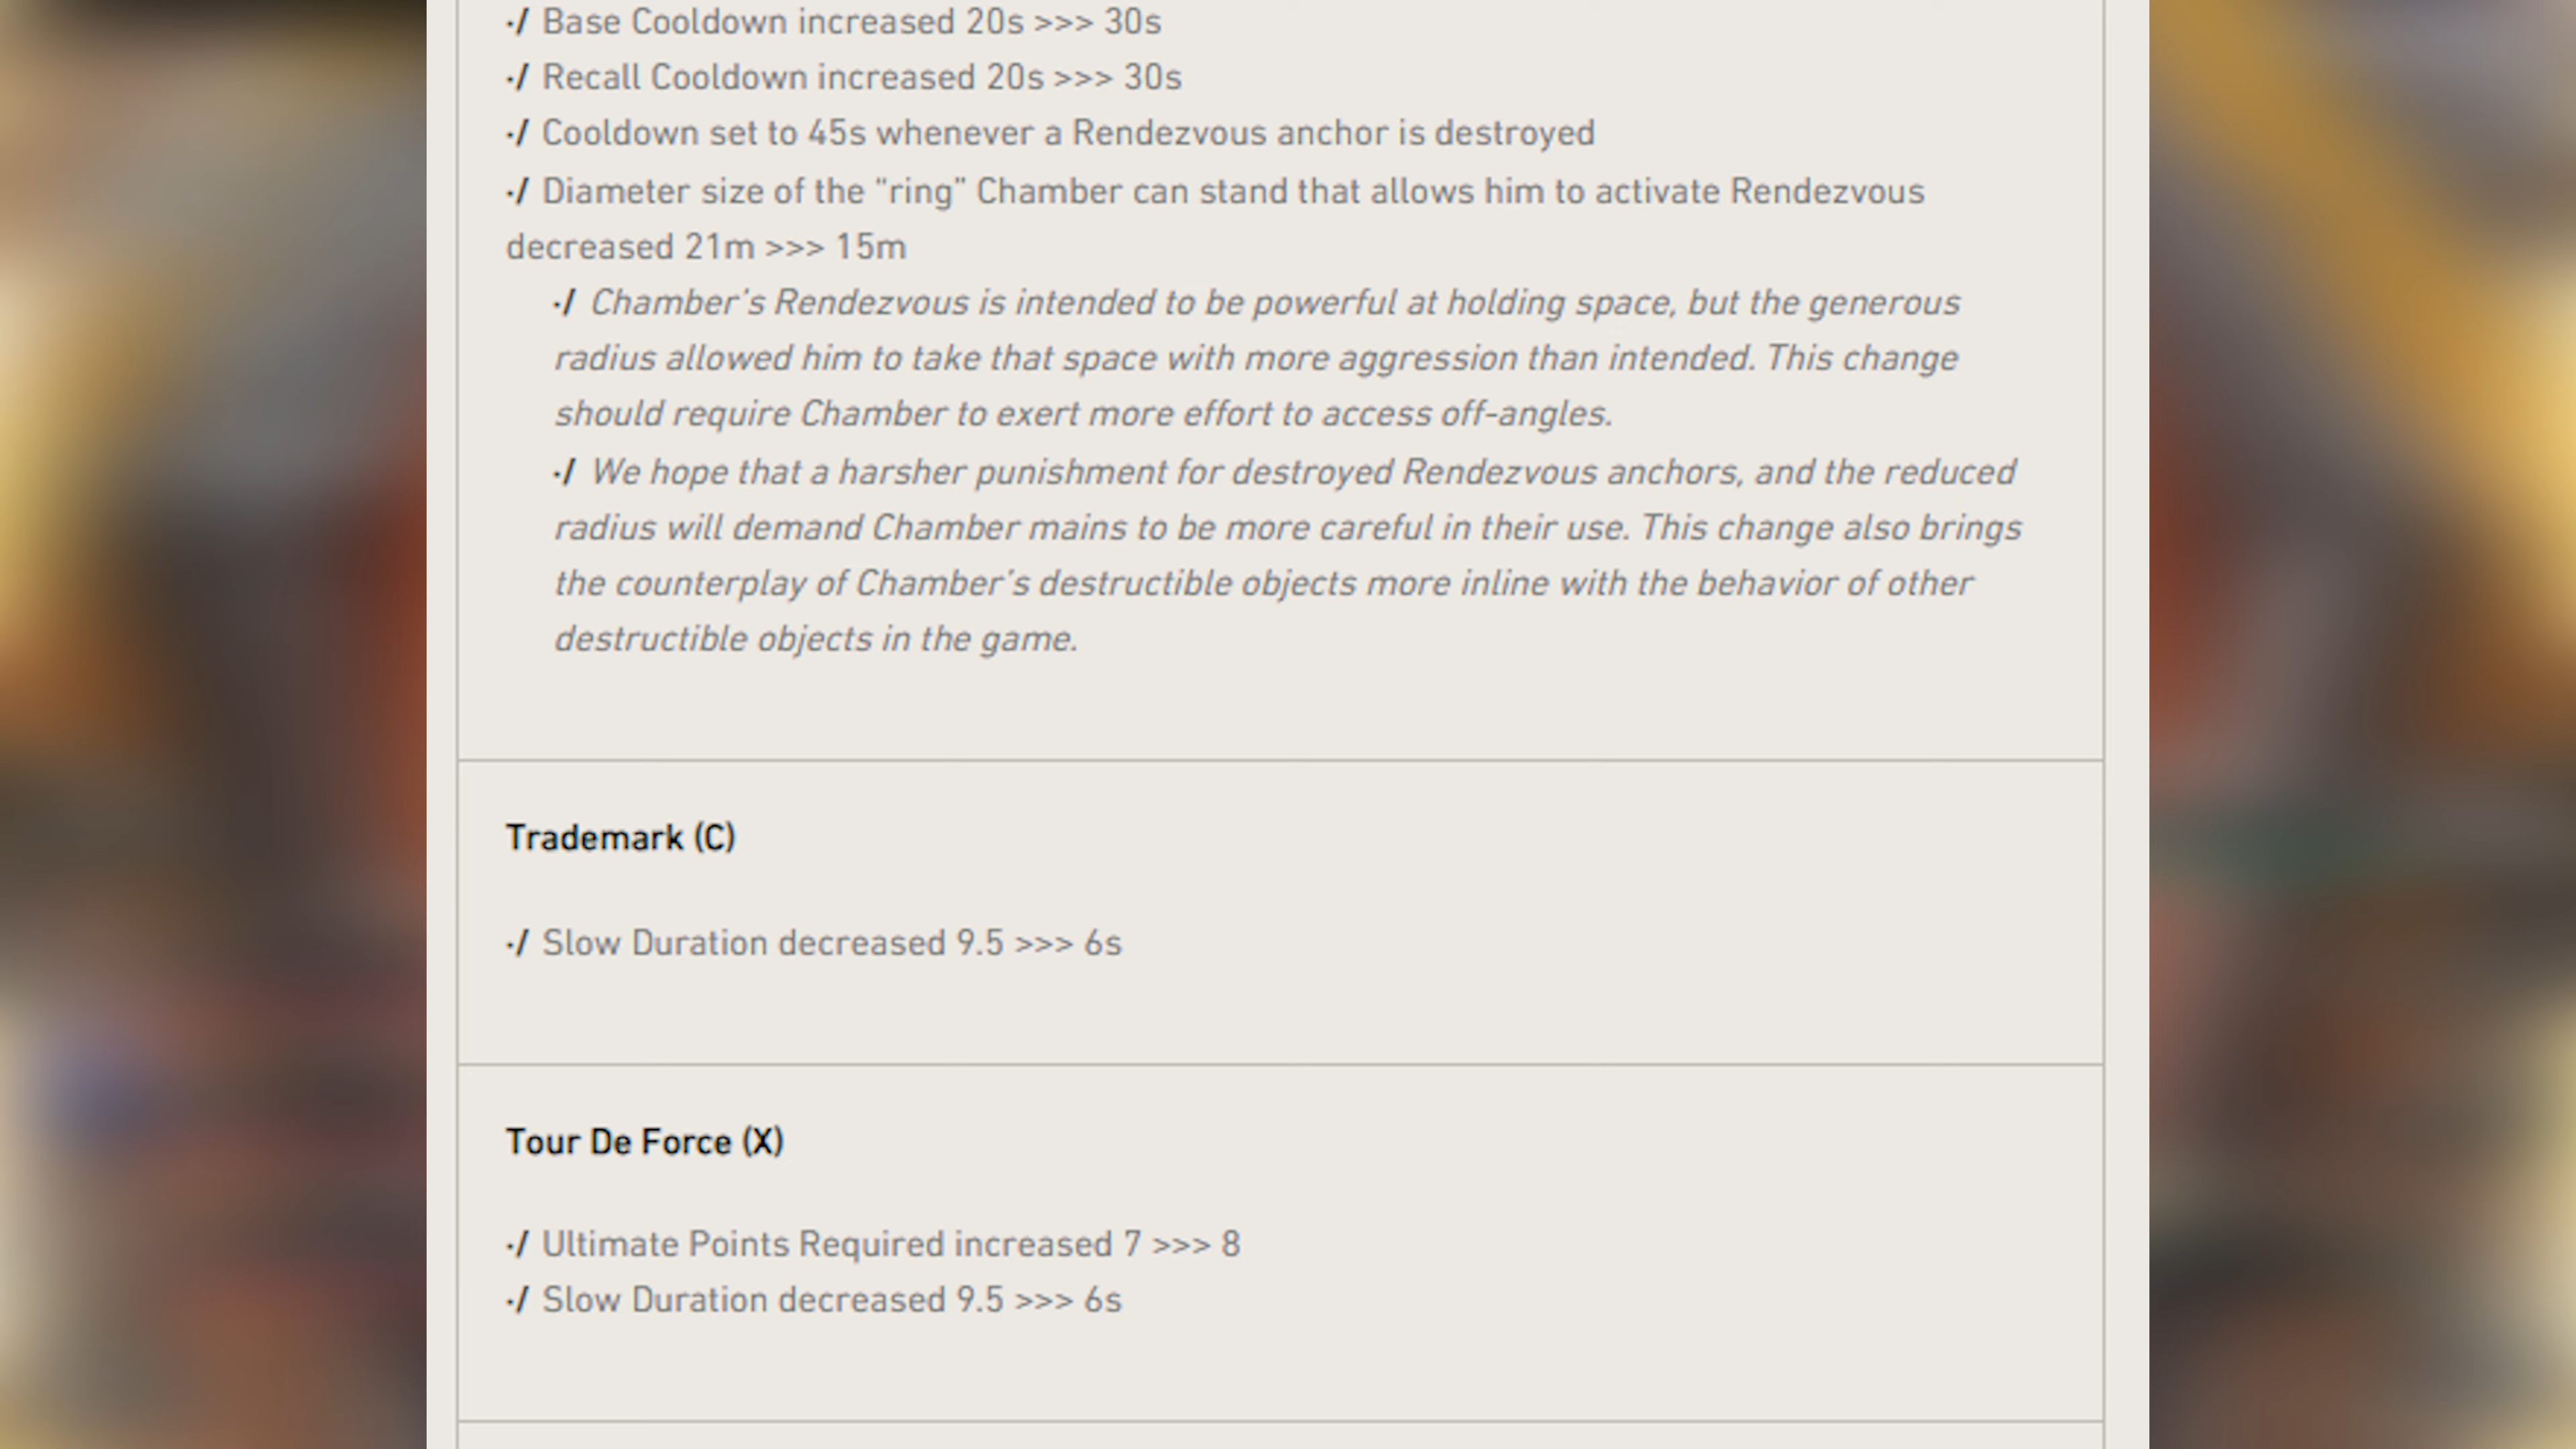 ·/ Base Cooldown increased 20s >>> 30s
·/ Recall Cooldown increased 20s >>> 30s
·/ Cooldown set to 45s whenever a Rendezvous anchor is destroyed
·/ Diameter size of the “ring” Chamber can stand that allows him to activate Rendezvous
decreased 21m >>> 15m
·/ Chamber’s Rendezvous is intended to be powerful at holding space, but the generous
radius allowed him to take that space with more aggression than intended. This change
should require Chamber to exert more effort to access off-angles.
·/ We hope that a harsher punishment for destroyed Rendezvous anchors, and the reduced
radius will demand Chamber mains to be more careful in their use. This change also brings
the counterplay of Chamber’s destructible objects more inline with the behavior of other
destructible objects in the game.
Trademark (C)
·/ Slow Duration decreased 9.5 >>> 6s
Tour De Force (X)
·/ Ultimate Points Required increased 7 >>> 8
·/ Slow Duration decreased 9.5 >>> 6s